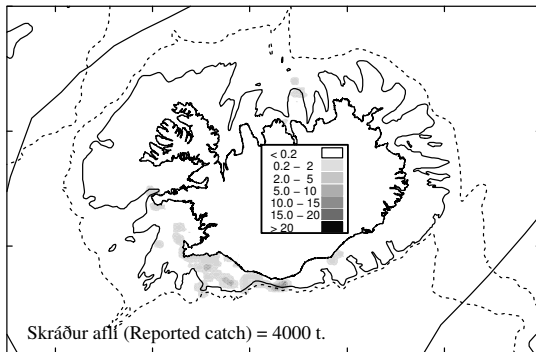 < 0.2
0.2 – 2
2.0 – 5
5.0 – 10
10.0 – 15
15.0 – 20
> 20
Skráður afli (Reported catch) = 4000 t.